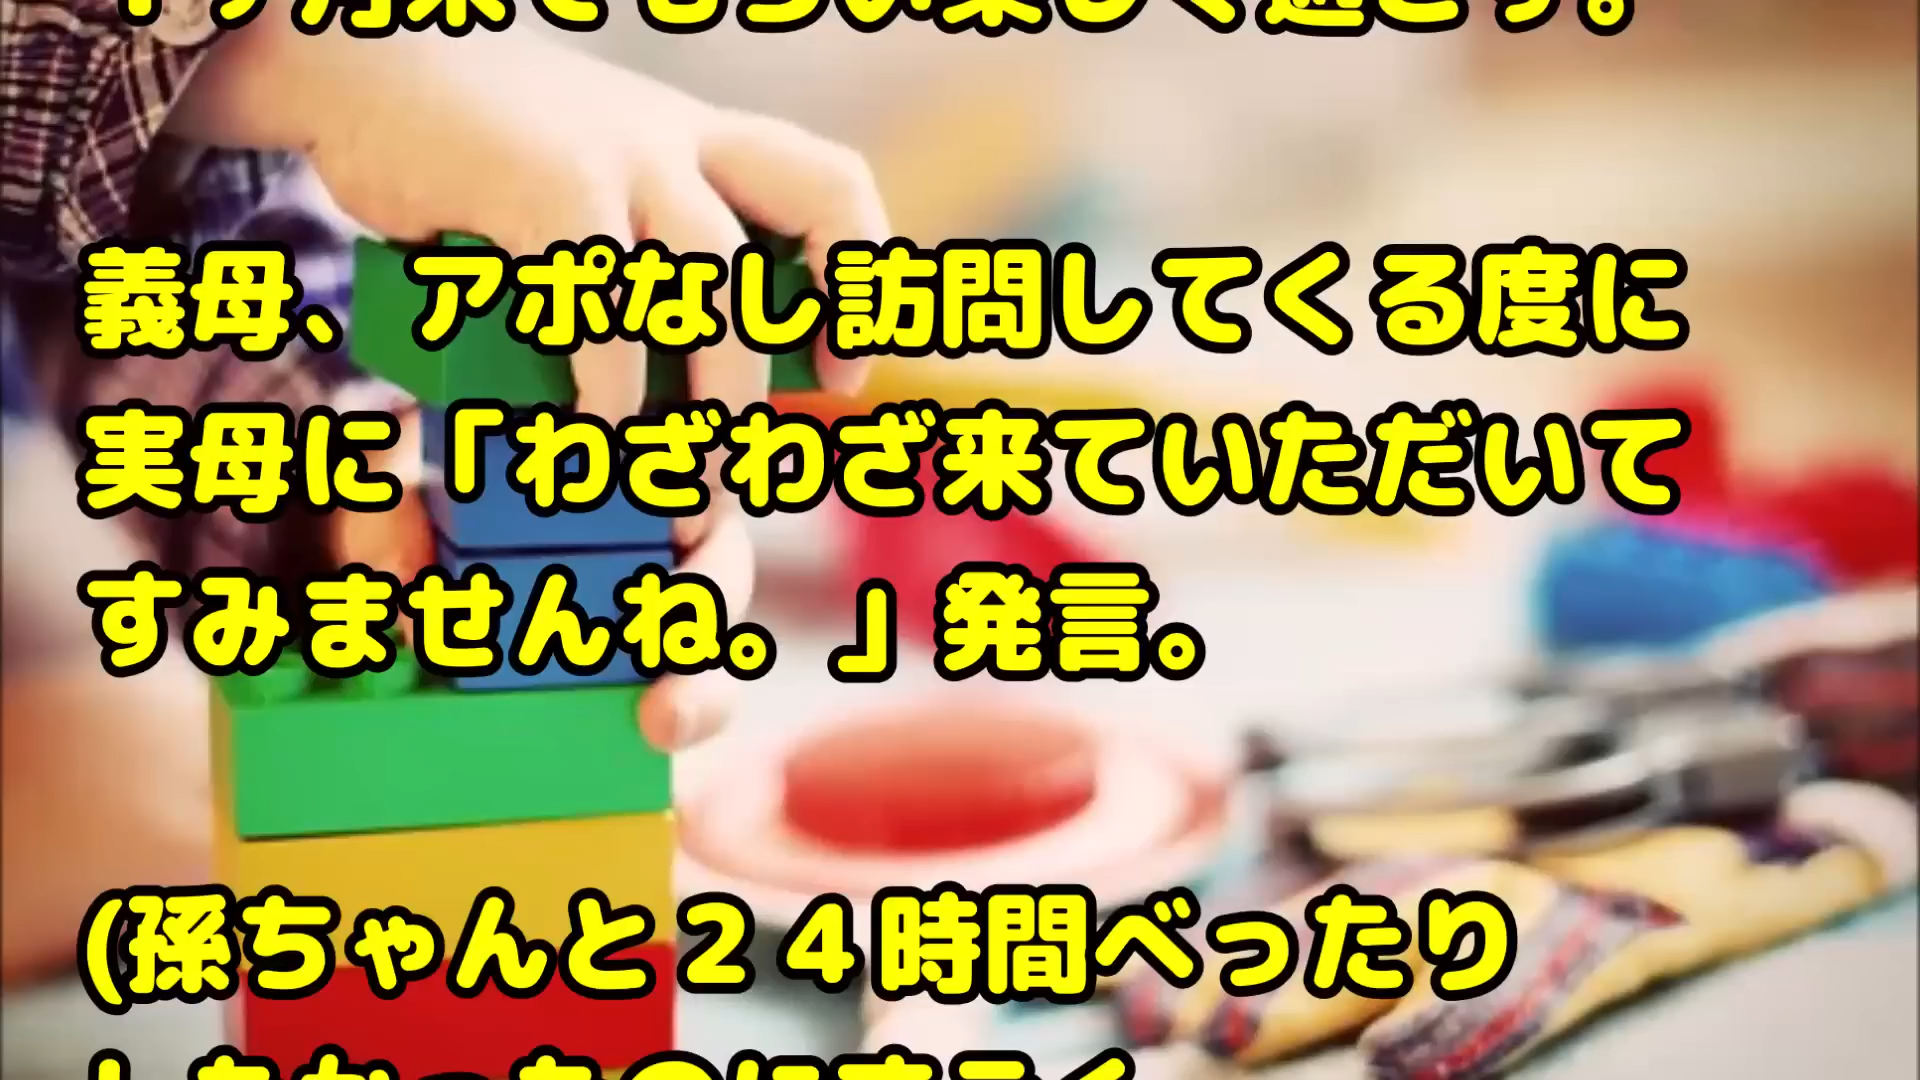 義母、アポなし訪問してくる度に
実母に「わざわざ来ていただいて
すみませんね。」発言。
(孫ちゃんと２４時間べったり